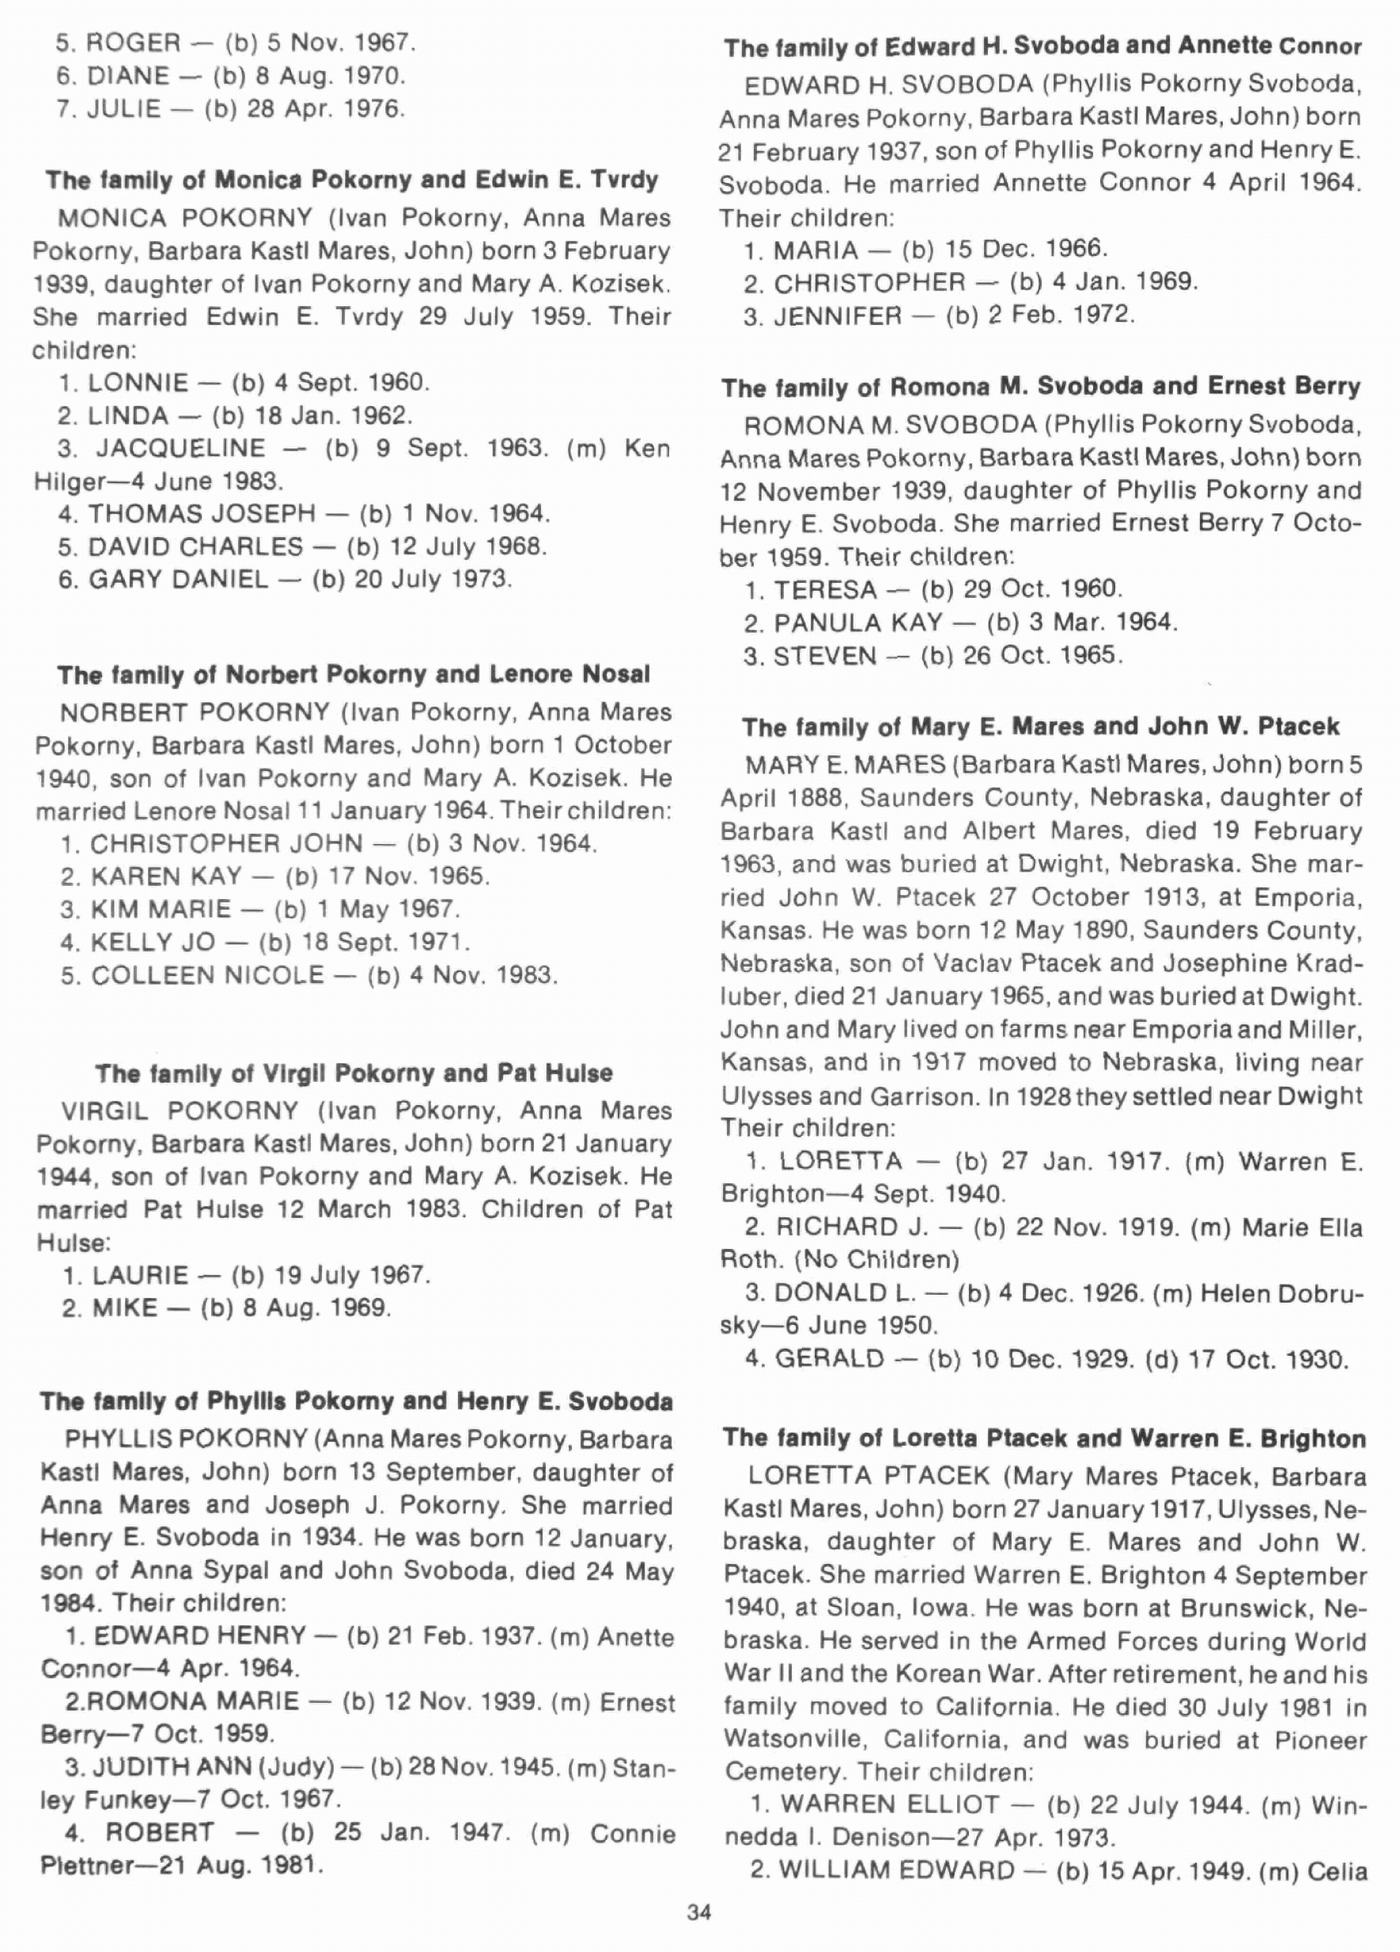 5. ROGER — (b) 5 Nov. 1967.
6. DIANE — (b) 8 Aug. 1970.
7. JULIE — (b) 28 Apr. 1976.
The family of Monica Pokorny and Edwin E. Tvrdy
MONICA POKORNY (Ivan Pokorny, Anna Mares
Pokorny, Barbara Kastl Mares, John) born 3 February
1939, daughter of Ivan Pokorny and Mary A. Kozisek.
She married Edwin E. Tvrdy 29 July 1959. Their
children:
1. LONNIE — (b) 4 Sept. 1960.
2. LINDA — (b) 18 Jan. 1962.
3. JACQUELINE — (b) 9 Sept. 1963. (m) Ken
Hilger—4 June 1983.
4. THOMAS JOSEPH — (b) 1 Nov. 1964.
5. DAVID CHARLES — (b) 12 July 1968.
6. GARY DANIEL — (b) 20 July 1973.
The family of Norbert Pokorny and Lenore Nosal
NORBERT POKORNY (Ivan Pokorny, Anna Mares
Pokorny, Barbara Kastl Mares, John) born 1 October
1940, son of Ivan Pokorny and Mary A. Kozisek. He
married Lenore Nosal 11 January 1964. Their children:
1. CHRISTOPHER JOHN — (b) 3 Nov. 1964.
2. KAREN KAY — (b) 17 Nov. 1965.
3. KIM MARIE — (b) 1 May 1967.
4. KELLY JO — (b) 18 Sept. 1971.
5. COLLEEN NICOLE — (b) 4 Nov. 1983.
The family of Virgil Pokorny and Pat Hulse
VIRGIL POKORNY (Ivan Pokorny, Anna Mares
Pokorny, Barbara Kastl Mares, John) born 21 January
1944, son of Ivan Pokorny and Mary A. Kozisek. He
married Pat Hulse 12 March 1983. Children of Pat
Hulse:
1. LAURIE — (b) 19 July 1967.
2. MIKE — (b) 8 Aug. 1969.
The family of Phyllis Pokorny and Henry E. Svoboda
PHYLLIS POKORNY (Anna Mares Pokorny, Barbara
Kastl Mares, John) born 13 September, daughter of
Anna Mares and Joseph J. Pokorny. She married
Henry E. Svoboda in 1934. He was born 12 January,
son of Anna Sypal and John Svoboda, died 24 May
1984. Their children:
1. EDWARD HENRY — (b) 21 Feb. 1937. (m) Anette
Connor—4 Apr. 1964.
2.ROMONA MARIE — (b) 12 Nov. 1939. (m) Ernest
Berry—7 Oct. 1959.
3. JUDITH ANN (Judy) — (b) 28 Nov. 1945. (m) Stan-
ley Funkey—7 Oct. 1967.
4. ROBERT — (b) 25 Jan. 1947. (m) Connie
Plettner—21 Aug. 1981.
The family of Edward H. Svoboda and Annette Connor
EDWARD H. SVOBODA (Phyllis Pokorny Svoboda,
Anna Mares Pokorny, Barbara Kastl Mares, John) born
21 February 1937, son of Phyllis Pokorny and Henry E.
Svoboda. He married Annette Connor 4 April 1964.
Their children:
1. MARIA — (b) 15 Dec. 1966.
2. CHRISTOPHER — (b) 4 Jan. 1969.
3. JENNIFER — (b) 2 Feb. 1972.
The family of Romona M. Svoboda and Ernest Berry
ROMONA M. SVOBODA (Phyllis Pokorny Svoboda,
Anna Mares Pokorny, Barbara Kastl Mares, John) born
12 November 1939, daughter of Phyllis Pokorny and
Henry E. Svoboda. She married Ernest Berry 7 Octo-
ber 1959. Their children:
1. TERESA — (b) 29 Oct. 1960.
2. PANULA KAY — (b) 3 Mar. 1964.
3. STEVEN — (b) 26 Oct. 1965.
The family of Mary E. Mares and John W. Ptacek
MARY E. MARES (Barbara Kastl Mares, John) born 5
April 1888, Saunders County, Nebraska, daughter of
Barbara Kastl and Albert Mares, died 19 February
1963, and was buried at Dwight, Nebraska. She mar-
ried John W. Ptacek 27 October 1913, at Emporia,
Kansas. He was born 12 May 1890, Saunders County,
Nebraska, son of Vaclav Ptacek and Josephine Krad-
luber, died 21 January 1965, and was buried at Dwight.
John and Mary lived on farms near Emporia and Miller,
Kansas, and in 1917 moved to Nebraska, living near
Ulysses and Garrison. In 1928 they settled near Dwight
Their children:
1. LORETTA — (b) 27 Jan. 1917. (m) Warren E.
Brighton—4 Sept. 1940.
2. RICHARD J. — (b) 22 Nov. 1919. (m) Marie Ella
Roth. (No Children)
3. DONALD L. — (b) 4 Dec. 1926. (m) Helen Dobru-
sky—6 June 1950.
4. GERALD — (b) 10 Dec. 1929. (d) 17 Oct. 1930.
The family of Loretta Ptacek and Warren E. Brighton
LORETTA PTACEK (Mary Mares Ptacek, Barbara
Kastl Mares, John) born 27 January 1917, Ulysses, Ne-
braska, daughter of Mary E. Mares and John W.
Ptacek. She married Warren E. Brighton 4 September
1940, at Sloan, Iowa. He was born at Brunswick, Ne-
braska. He served in the Armed Forces during World
War II and the Korean War. After retirement, he and his
family moved to California. He died 30 July 1981 in
Watsonville, California, and was buried at Pioneer
Cemetery. Their children:
1. WARREN ELLIOT — (b) 22 July 1944. (m) Win-
nedda I. Denison—27 Apr. 1973.
2. WILLIAM EDWARD — (b) 15 Apr. 1949. (m) Celia
34